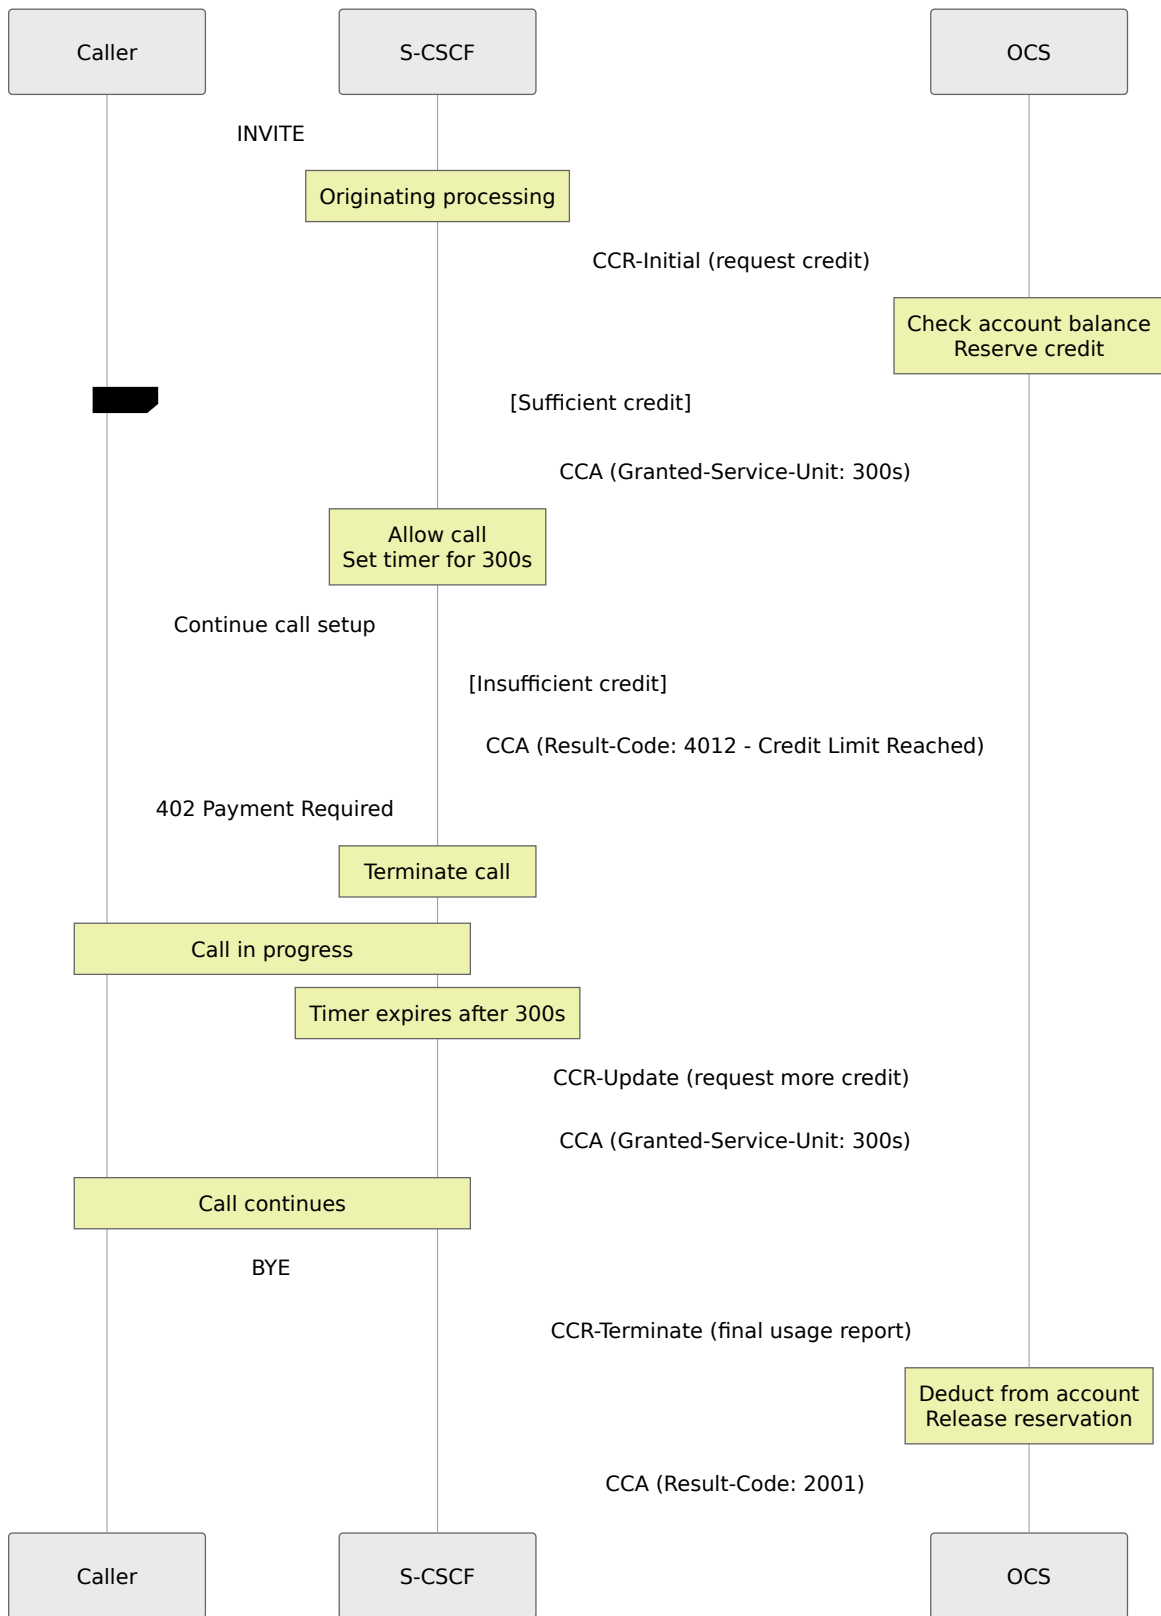 Caller
S-CSCF
OCS
INVITE
Originating processing
CCR-Initial (request credit)
Check account balance
Reserve credit
[Sufficient credit]
CCA (Granted-Service-Unit: 300s)
Allow call
Set timer for 300s
Continue call setup
[Insufficient credit]
CCA (Result-Code: 4012 - Credit Limit Reached)
402 Payment Required
Terminate call
Call in progress
Timer expires after 300s
CCR-Update (request more credit)
CCA (Granted-Service-Unit: 300s)
Call continues
BYE
CCR-Terminate (final usage report)
Deduct from account
Release reservation
CCA (Result-Code: 2001)
Caller
S-CSCF
OCS